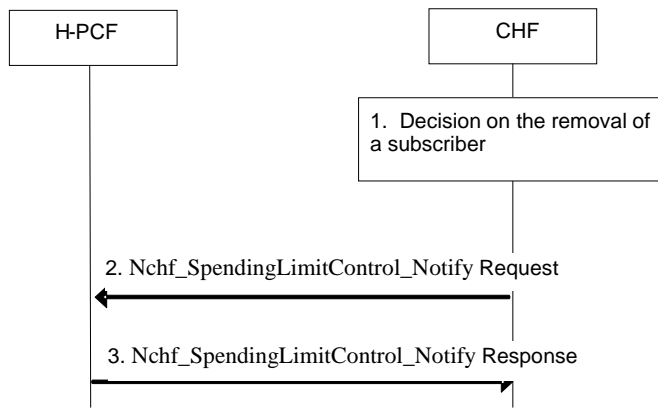 H-PCF
CHF
1. Decision on the removal of
a subscriber
2. Nchf_SpendingLimitControl_Notify Request
3. Nchf_SpendingLimitControl_Notify Response